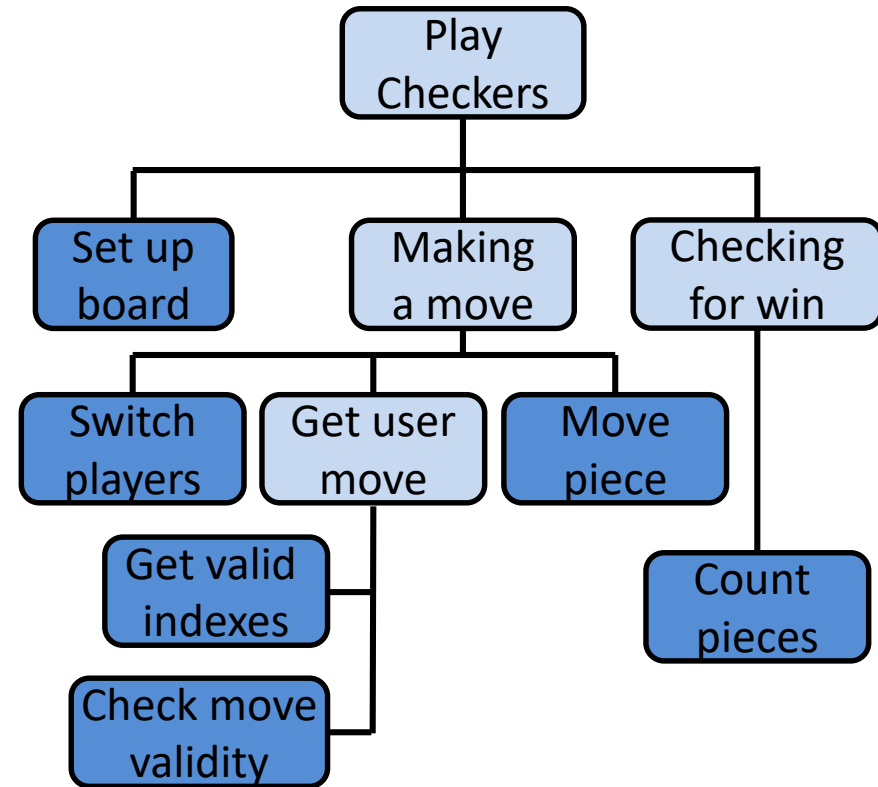 Play
Checkers
Set up
board
Making
a move
Checking
for win
Switch
players
Get user
move
Move
piece
Get valid
indexes
Count
pieces
Check move
validity